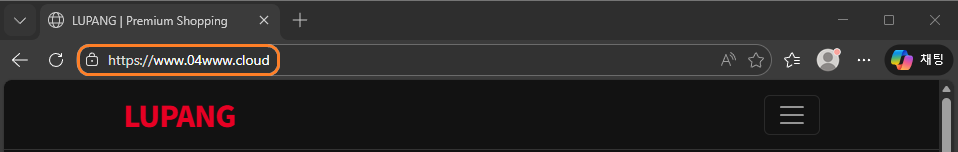 LUPANG | Premium Shopping
https://www.04www.cloud
채팅
LUPANG